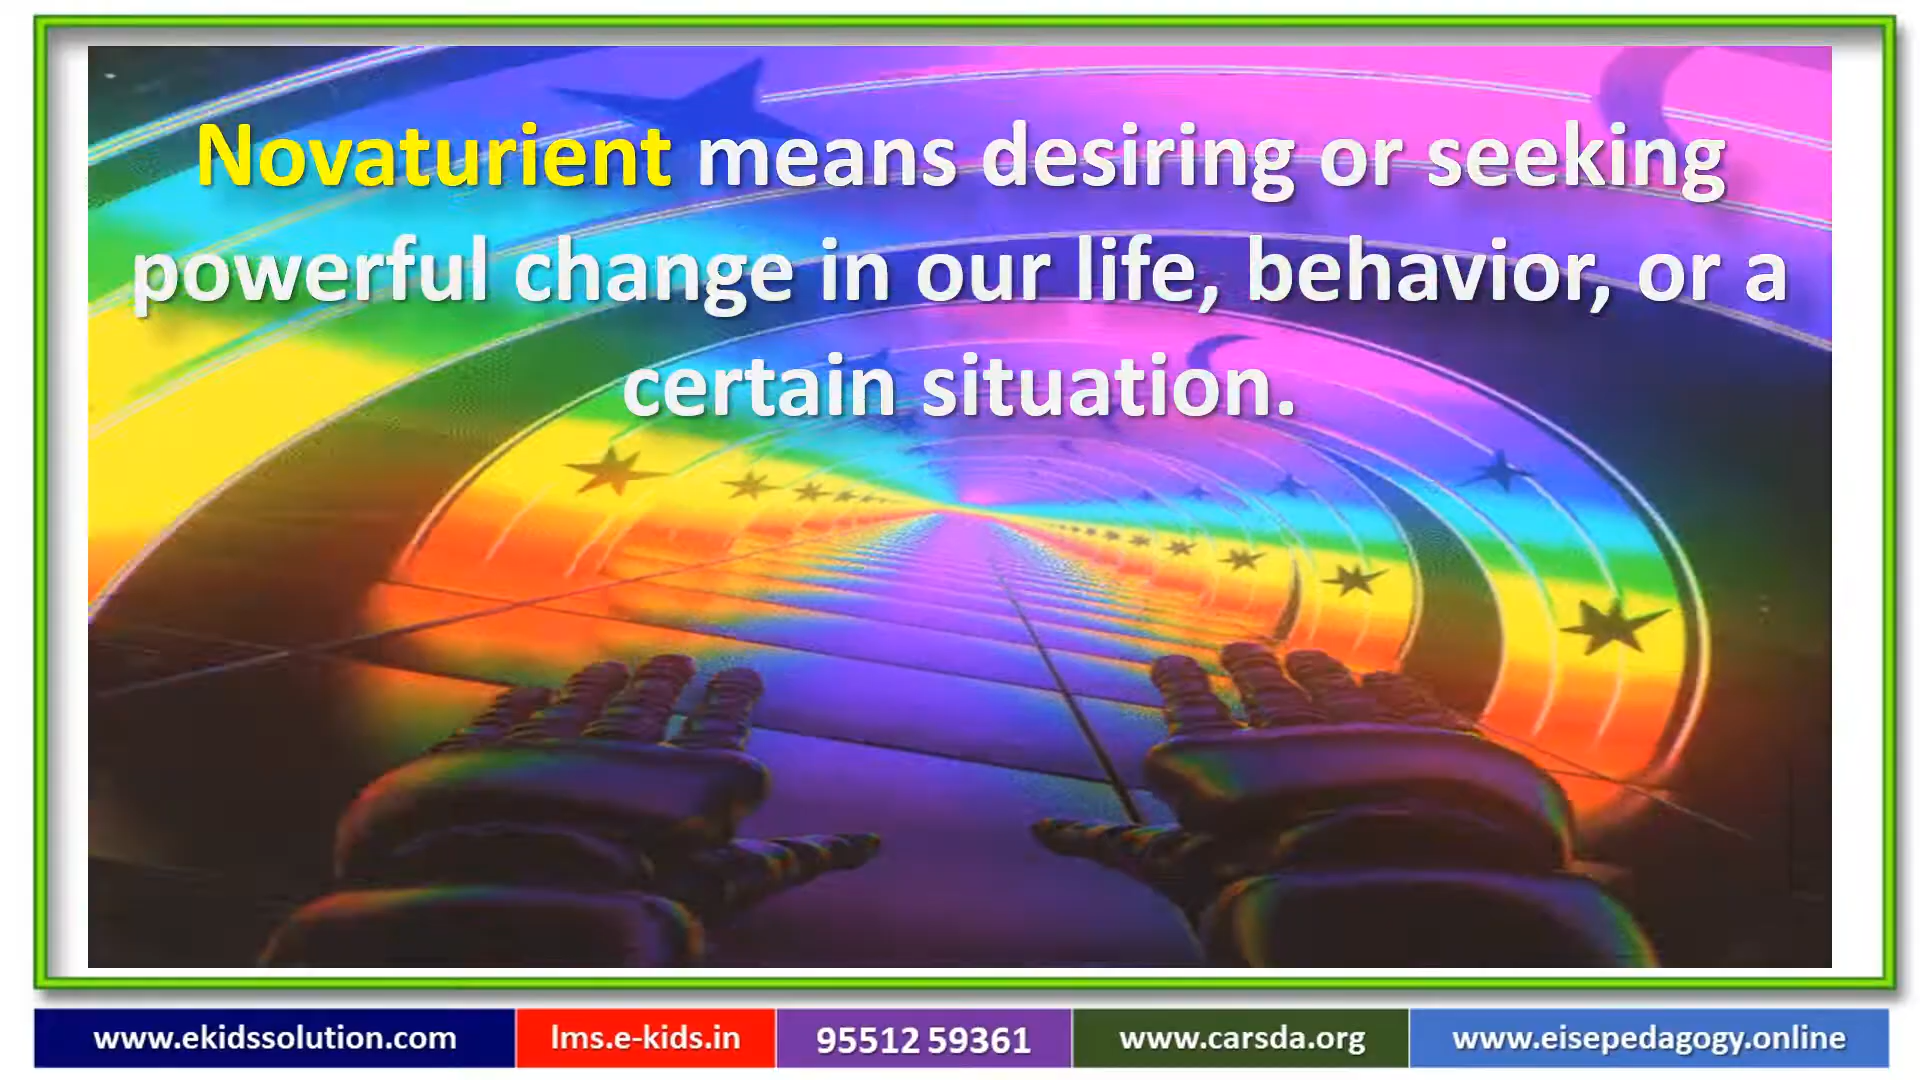 Novaturient means desiring or seeking
powerful change in our life, behavior, or a
certain situation.
www.ekidssolution.com
lms.e-kids.in
95512 59361
www.carsda.org
www.eisepedagogy.online